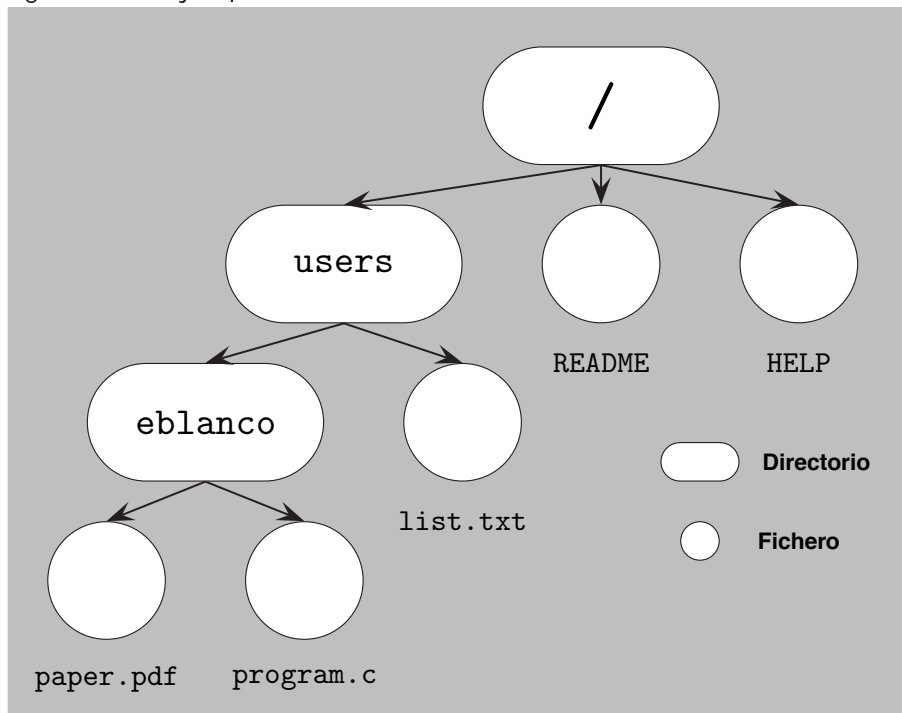 /
users
README
HELP
eblanco
Directorio
list.txt
Fichero
paper.pdf
program.c